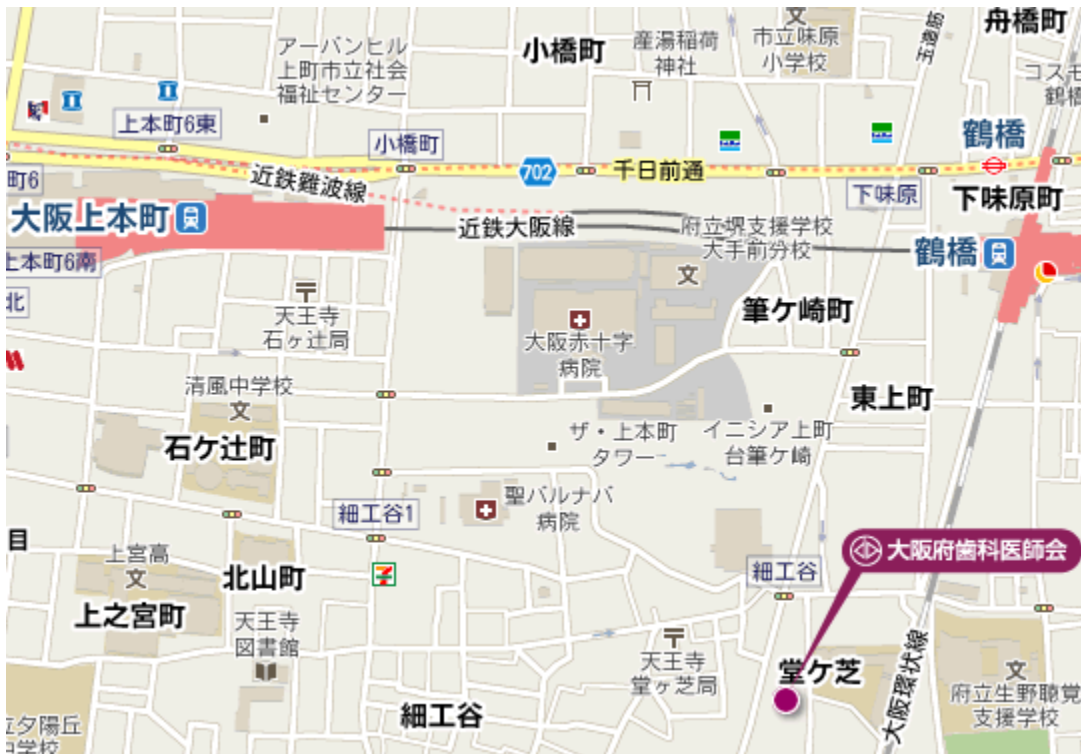 舟橋町
小橋町
アーバンヒル
上町市立社会
福祉センター
産湯稲荷
神社
市立味原
小学校
玉造筋
コスモ
鶴橋
上本町6東
小橋町
鶴橋
702
千日前通
町6
近鉄難波線
下味原
下味原町
大阪上本町
近鉄大阪線
府立堺支援学校
大手前分校
鶴橋
上本町6南
北
天王寺
石ヶ辻局
筆ケ崎町
大阪赤十字
病院
清風中学校
東上町
石ケ辻町
ザ・上本町
タワー
イニシア上町
台筆ケ崎
聖バルナバ
病院
細工谷1
目
上宮高
北山町
細工谷
大阪府歯科医師会
上之宮町
天王寺
図書館
天王寺
堂ヶ芝局
堂ケ芝
大阪環状線
府立生野聴覚
支援学校
細工谷
立夕陽丘
中学校